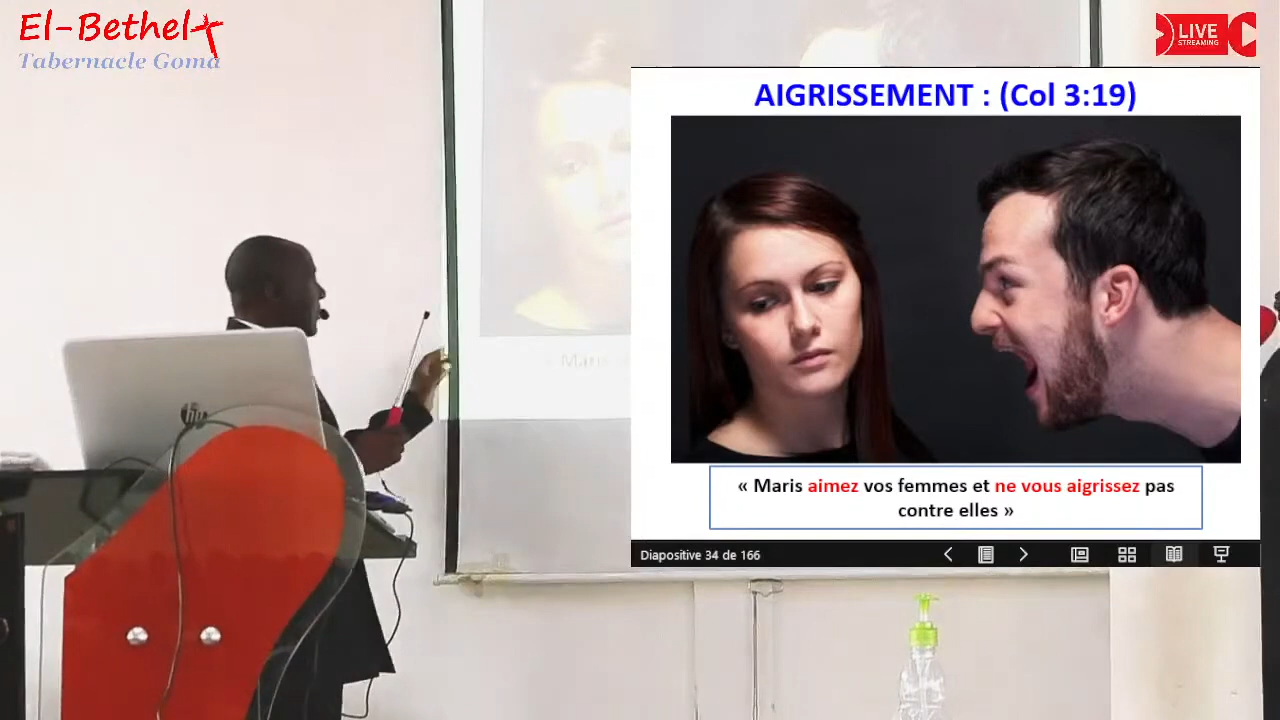 El-Bethel
Tabernacle Goma
LIVE
STREAMING
AIGRISSEMENT : (Col 3:19)
« Maris aimez vos femmes et ne vous aigrissez pas
contre elles »
Diapositive 34 de 166